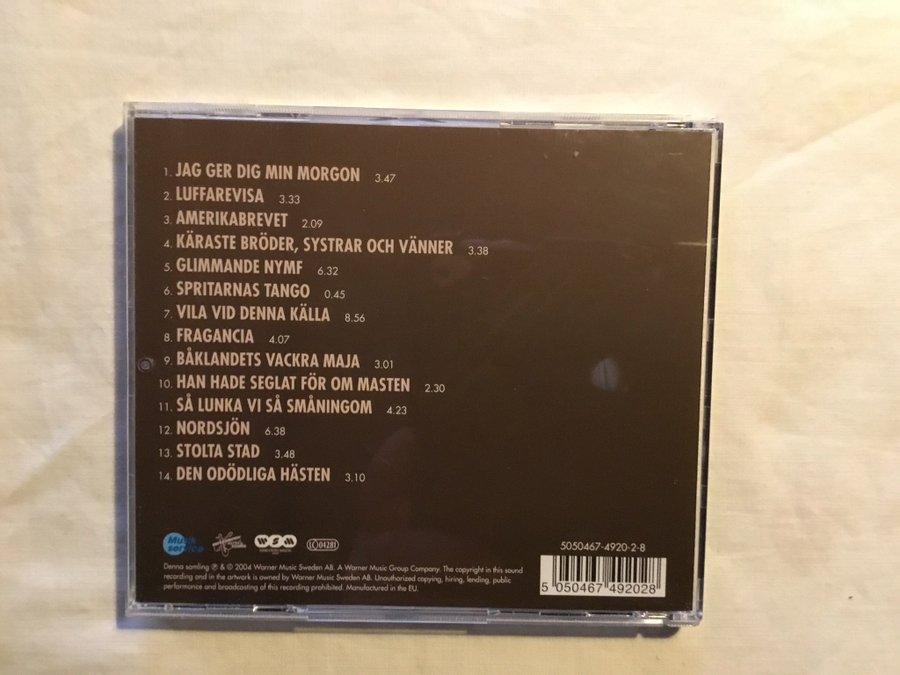 1. JAG GER DIG MIN MORGON 3.47
2. LUFFAREVISA 3.33
3. AMERIKABREVET 2.09
4. KÄRASTE BRÖDER, SYSTRAR OCH VÄNNER 3.38
5. GLIMMANDE NYMF 6.32
6. SPRITARNAS TANGO 0.45
7. VILA VID DENNA KÄLLA 8.56
8. FRAGANCIA 4.07
9. BÅKLANDETS VACKRA MAJA 3.01
10. HAN HADE SEGLAT FÖR OM MASTEN 2.30
11. SÅ LUNKA VI SÅ SMÅNINGOM 4.23
12. NORDSJÖN 6.38
13. STOLTA STAD 3.48
14. DEN ODÖDLIGA HÄSTEN 3.10
Music service
WSM
LC 04281
Denna samling ℗ & © 2004 Warner Music Sweden AB. A Warner Music Group Company. The copyright in this sound
recording and in the artwork is owned by Warner Music Sweden AB. Unauthorized copying, hiring, lending, public
performance and broadcasting of this recording prohibited. Manufactured in the EU.
5050467-4920-2-8
5 050467 492028